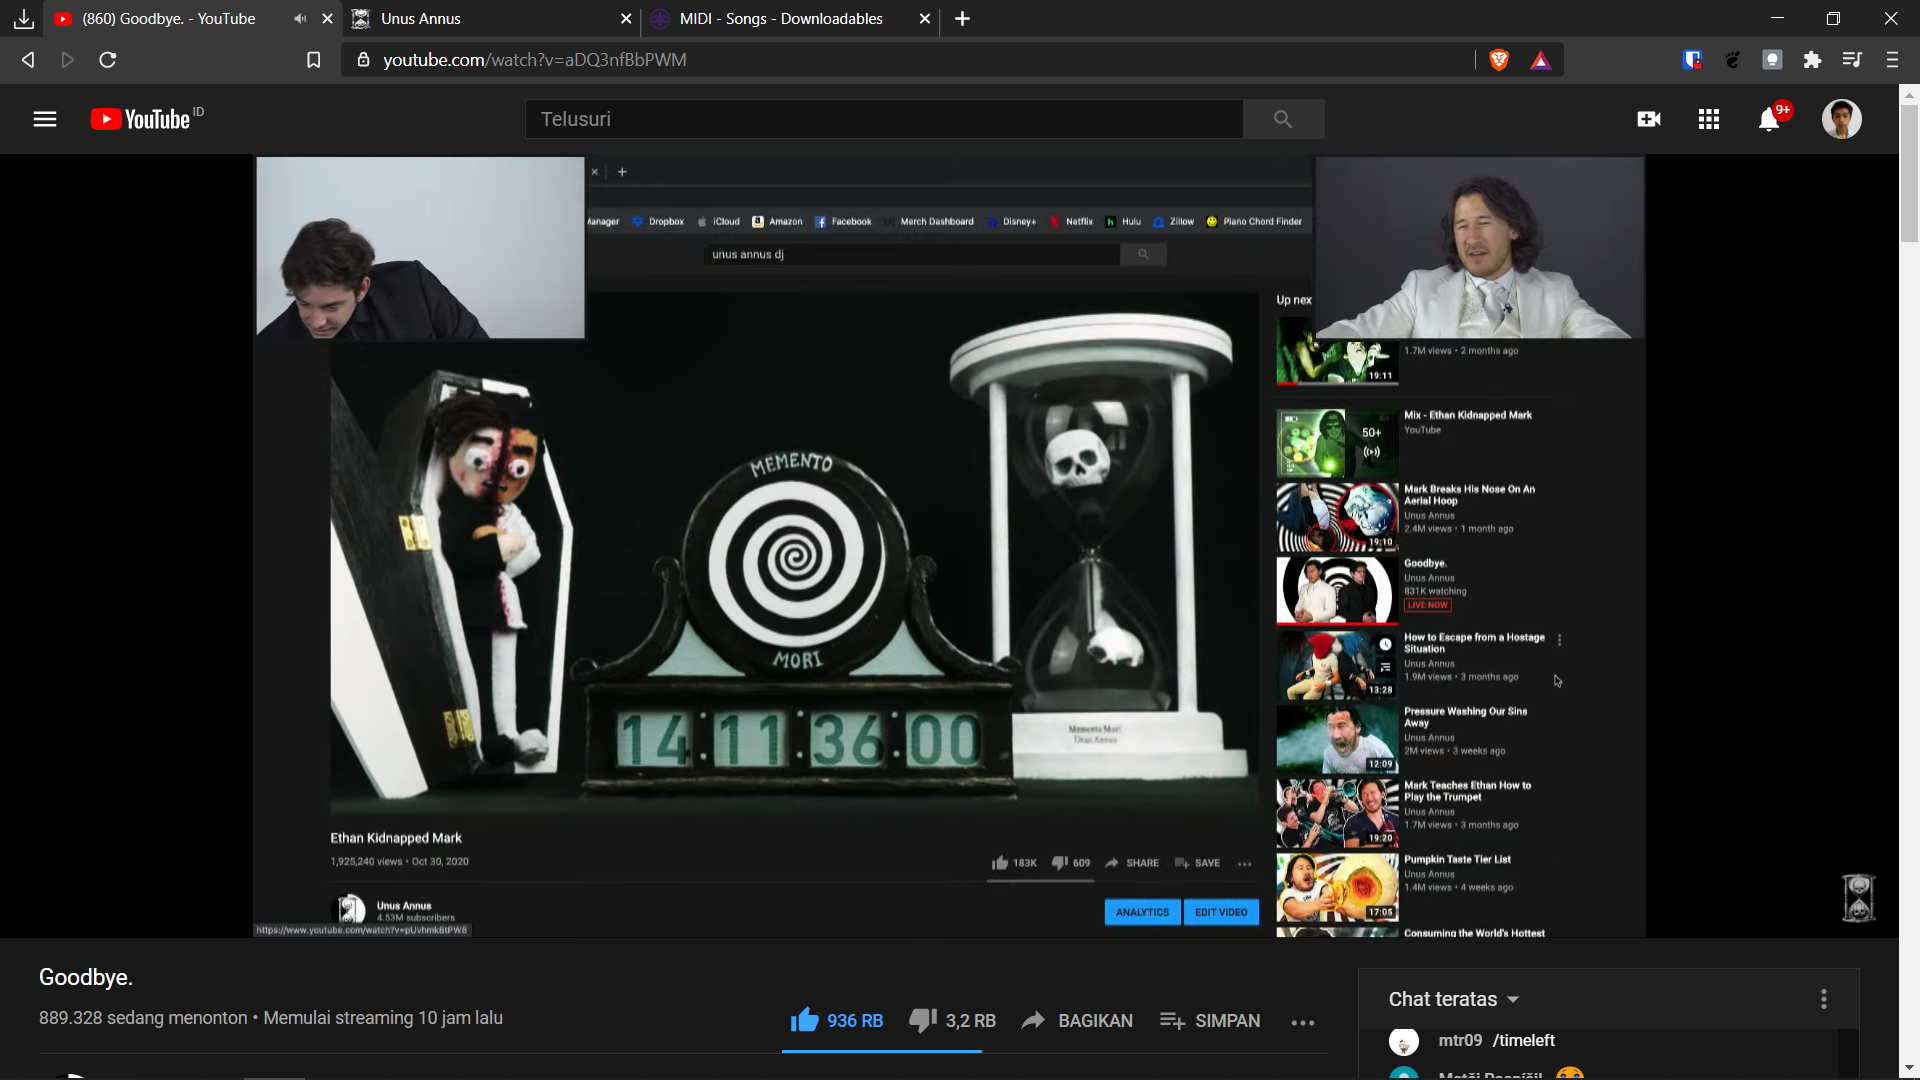 (860) Goodbye. - YouTube
Unus Annus
MIDI - Songs - Downloadables
youtube.com/watch?v=aDQ3nfBbPWM
YouTube ID
Telusuri
9+
Manager Dropbox iCloud Amazon Facebook Merch Dashboard Disney+ Netflix Hulu Zillow Piano Chord Finder
unus annus dj
Up nex
1.7M views • 2 months ago
19:11
Mix - Ethan Kidnapped Mark
YouTube
50+
Mark Breaks His Nose On An
Aerial Hoop
Unus Annus
2.4M views • 1 month ago
19:10
Goodbye.
Unus Annus
831K watching
LIVE NOW
How to Escape from a Hostage
Situation
Unus Annus
1.9M views • 3 months ago
13:28
Pressure Washing Our Sins
Away
Unus Annus
2M views • 3 weeks ago
12:09
Mark Teaches Ethan How to
Play the Trumpet
Unus Annus
1.7M views • 3 months ago
19:20
Pumpkin Taste Tier List
Unus Annus
1.4M views • 4 weeks ago
17:05
Consuming the World's Hottest
MEMENTO
MORI
14:11:36:00
Memento Mori
Unus Annus
Ethan Kidnapped Mark
1,925,240 views • Oct 30, 2020
183K 609 SHARE SAVE
Unus Annus
4.53M subscribers
ANALYTICS EDIT VIDEO
https://www.youtube.com/watch?v=pUvhmk6tPW8
Goodbye.
889.328 sedang menonton • Memulai streaming 10 jam lalu
936 RB 3,2 RB BAGIKAN SIMPAN
Chat teratas
mtr09 /timeleft